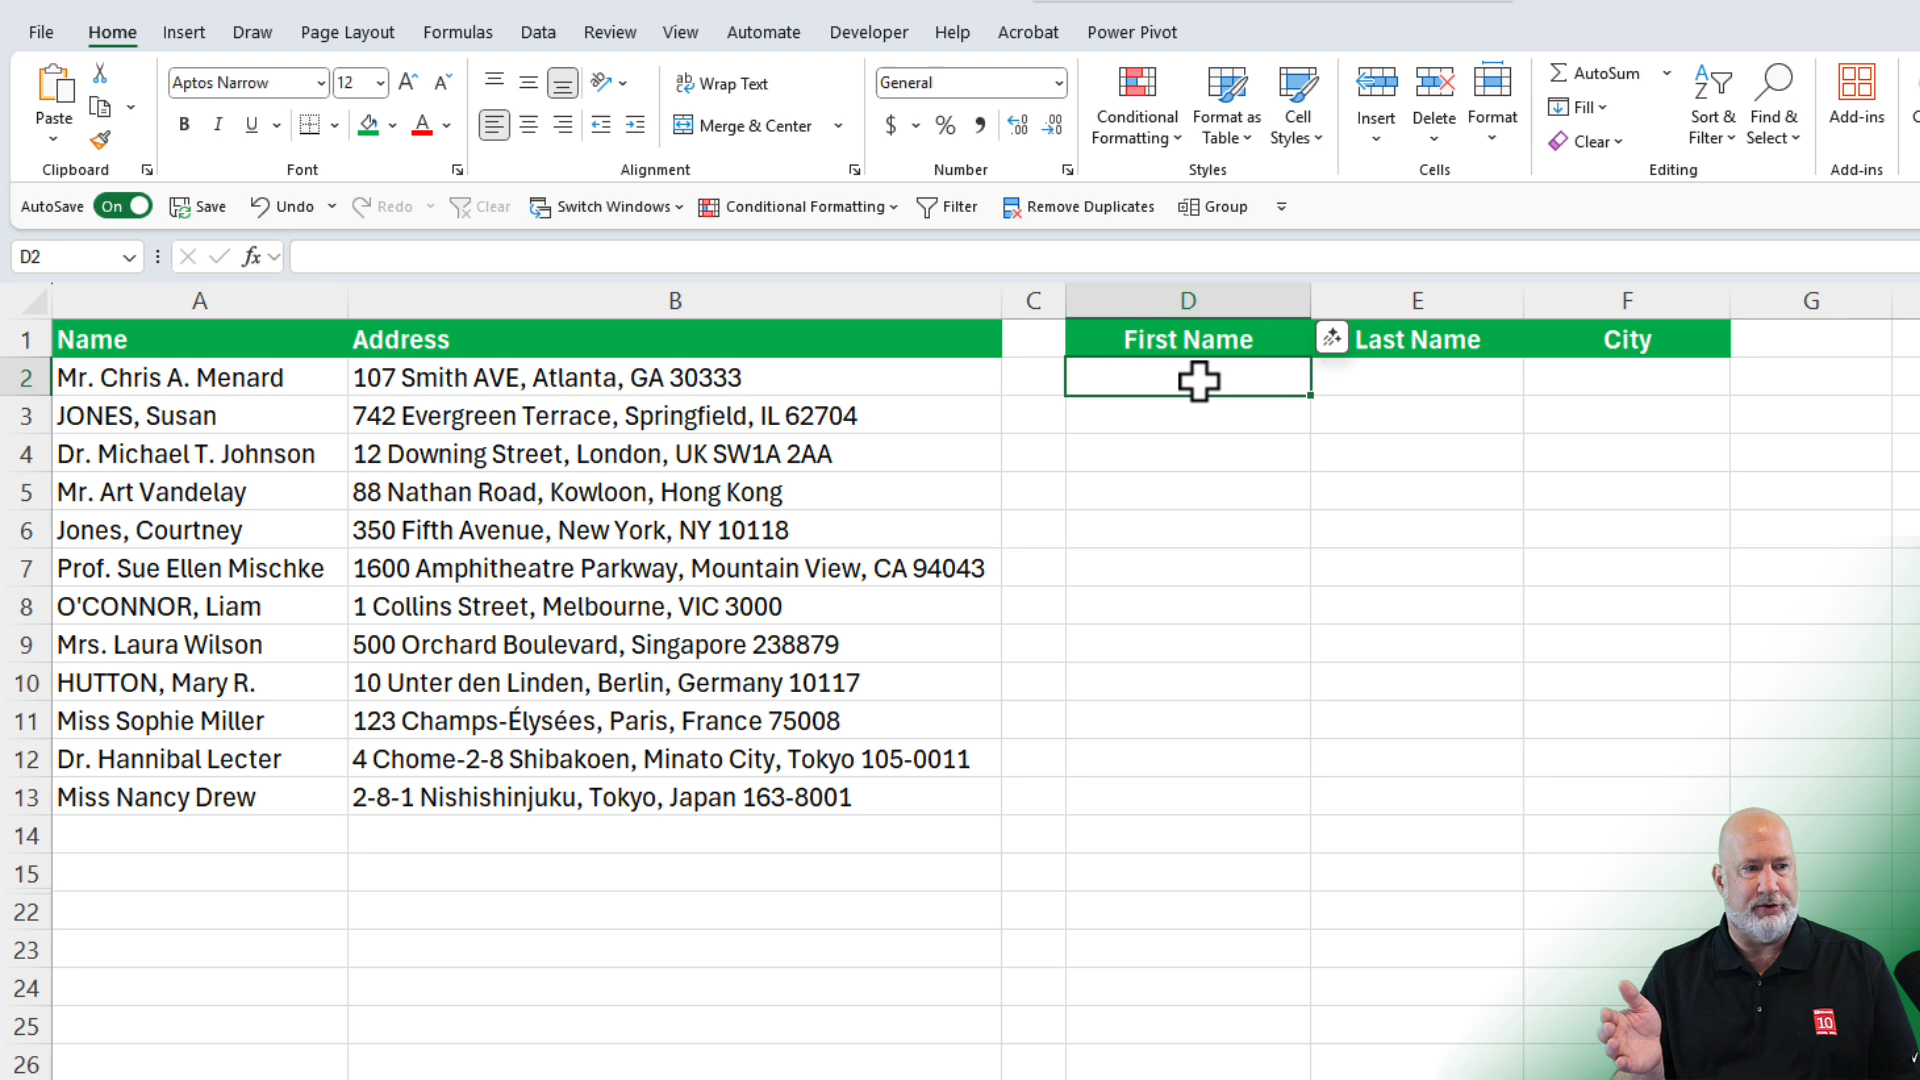 File Home Insert Draw Page Layout Formulas Data Review View Automate Developer Help Acrobat Power Pivot
Aptos Narrow 12 Wrap Text General AutoSum
Paste Merge & Center Conditional Formatting Format as Table Cell Styles Insert Delete Format Fill Clear Sort & Filter Find & Select Add-ins
Clipboard Font Alignment Number Styles Cells Editing Add-ins
AutoSave On Save Undo Redo Clear Switch Windows Conditional Formatting Filter Remove Duplicates Group
D2 fx
A B C D E F G
1 Name Address First Name Last Name City
2 Mr. Chris A. Menard 107 Smith AVE, Atlanta, GA 30333
3 JONES, Susan 742 Evergreen Terrace, Springfield, IL 62704
4 Dr. Michael T. Johnson 12 Downing Street, London, UK SW1A 2AA
5 Mr. Art Vandelay 88 Nathan Road, Kowloon, Hong Kong
6 Jones, Courtney 350 Fifth Avenue, New York, NY 10118
7 Prof. Sue Ellen Mischke 1600 Amphitheatre Parkway, Mountain View, CA 94043
8 O'CONNOR, Liam 1 Collins Street, Melbourne, VIC 3000
9 Mrs. Laura Wilson 500 Orchard Boulevard, Singapore 238879
10 HUTTON, Mary R. 10 Unter den Linden, Berlin, Germany 10117
11 Miss Sophie Miller 123 Champs-Élysées, Paris, France 75008
12 Dr. Hannibal Lecter 4 Chome-2-8 Shibakoen, Minato City, Tokyo 105-0011
13 Miss Nancy Drew 2-8-1 Nishishinjuku, Tokyo, Japan 163-8001
14
15
22
23
24
25
26
10